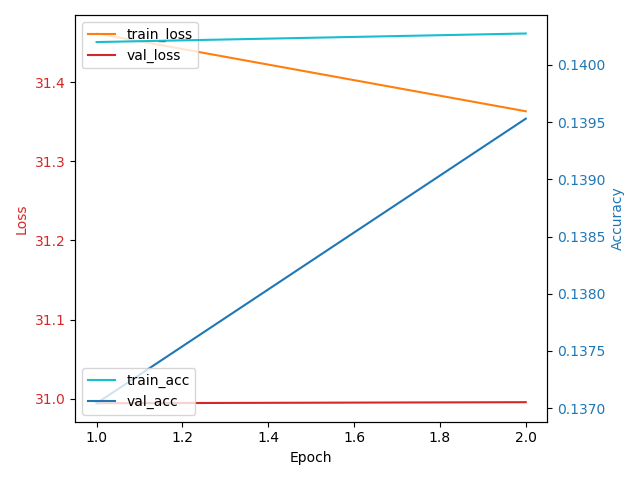 train_loss
val_loss
31.4
31.3
31.2
31.1
31.0
Loss
0.1400
0.1395
0.1390
0.1385
0.1380
0.1375
0.1370
Accuracy
train_acc
val_acc
1.0 1.2 1.4 1.6 1.8 2.0
Epoch